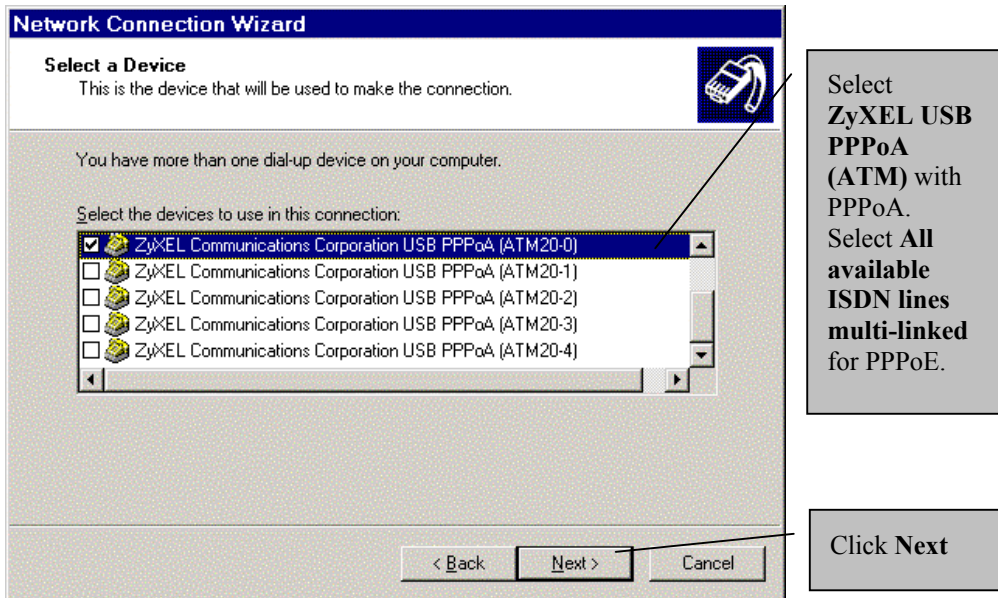 Network Connection Wizard
Select a Device
This is the device that will be used to make the connection.
You have more than one dial-up device on your computer.
Select the devices to use in this connection:
ZyXEL Communications Corporation USB PPPoA (ATM20-0)
ZyXEL Communications Corporation USB PPPoA (ATM20-1)
ZyXEL Communications Corporation USB PPPoA (ATM20-2)
ZyXEL Communications Corporation USB PPPoA (ATM20-3)
ZyXEL Communications Corporation USB PPPoA (ATM20-4)
< Back
Next >
Cancel
Select
ZyXEL USB
PPPoA
(ATM) with
PPPoA.
Select All
available
ISDN lines
multi-linked
for PPPoE.
Click Next